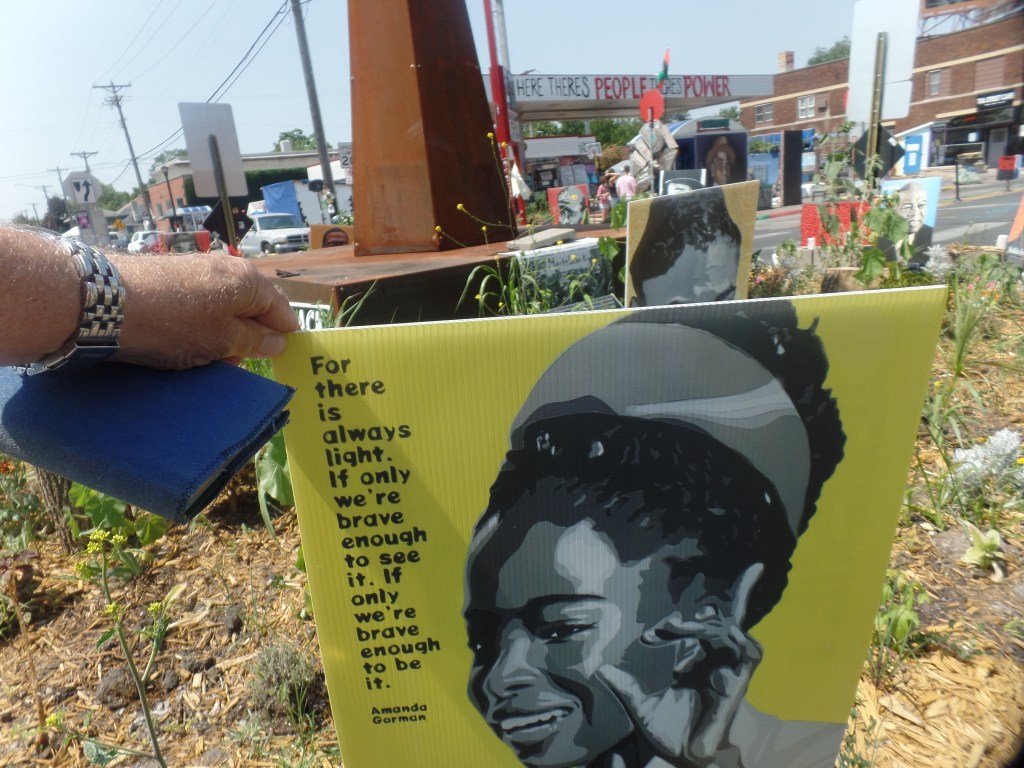 HERE THERES PEOPLE THERES POWER
For
there
is
always
light.
If only
we're
brave
enough
to see
it. If
only
we're
brave
enough
to be
it.
Amanda
Gorman